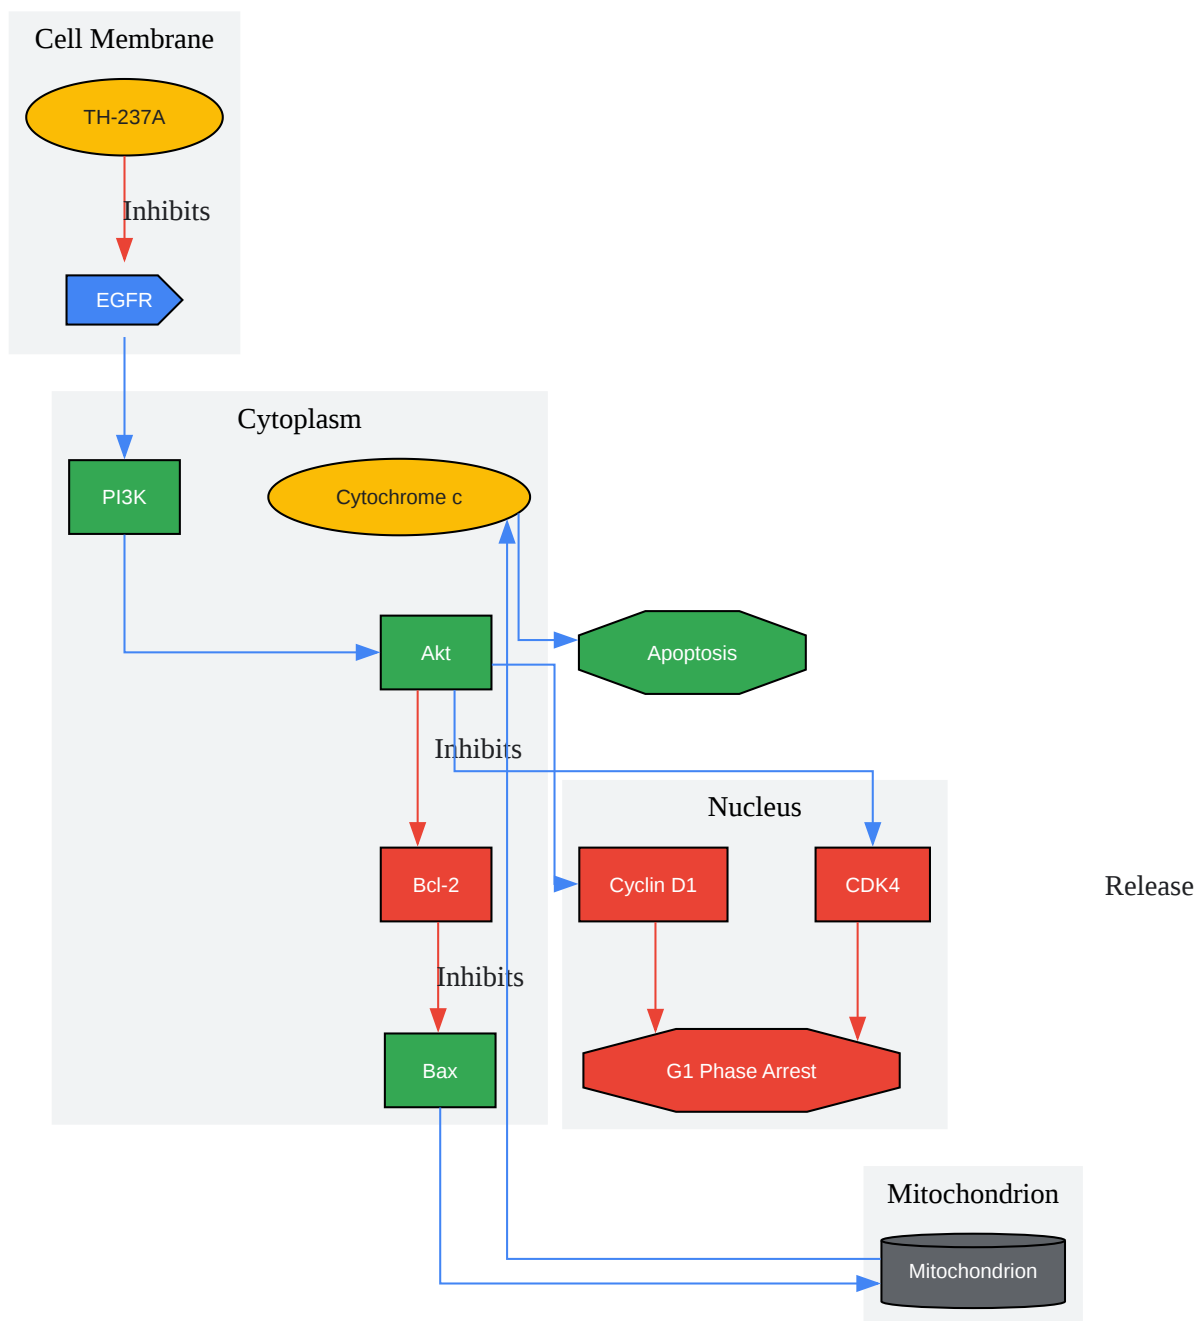 Cell Membrane
TH-237A
Inhibits
EGFR
Cytoplasm
PI3K
Cytochrome c
Akt
Apoptosis
Inhibits
Nucleus
Bcl-2
Cyclin D1
CDK4
Release
Inhibits
Bax
G1 Phase Arrest
Mitochondrion
Mitochondrion